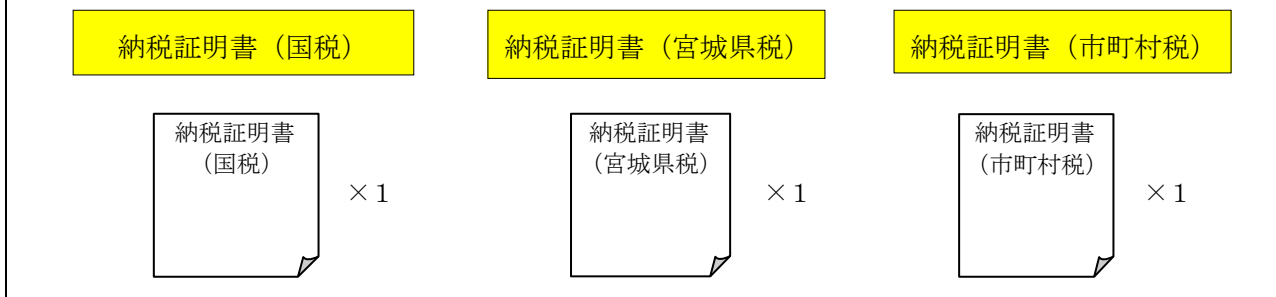 納税証明書（国税）
納税証明書（宮城県税）
納税証明書（市町村税）
納税証明書
（国税）
×１
納税証明書
（宮城県税）
×１
納税証明書
（市町村税）
×１